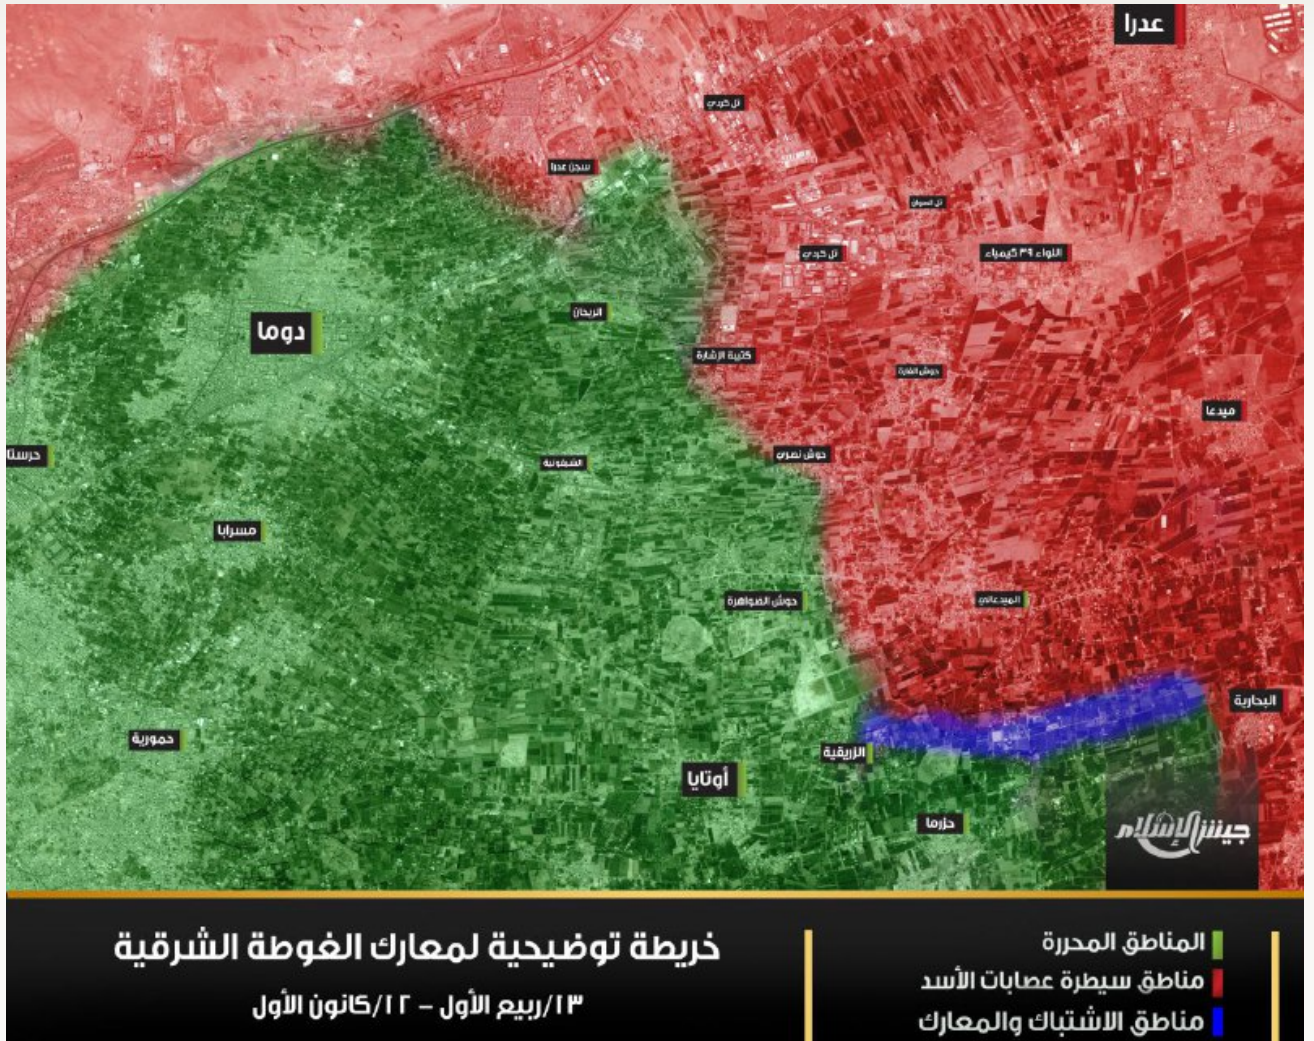 عدرا
تل كردي
سجن عدرا
تل الصوان
تل كردي
اللواء ٣٩ كيمياء
الريحان
دوما
كتيبة الإشارة
حوش الفارة
ميدعا
حرستا
حوش نصري
الشيفونية
مسرابا
حوش الضواهرة
الميدعاني
البحارية
حمورية
الزريقية
أوتايا
حزرما
جيش الإسلام
خريطة توضيحية لمعارك الغوطة الشرقية
١٣/ربيع الأول – ١٢/كانون الأول
المناطق المحررة
مناطق سيطرة عصابات الأسد
مناطق الاشتباك والمعارك